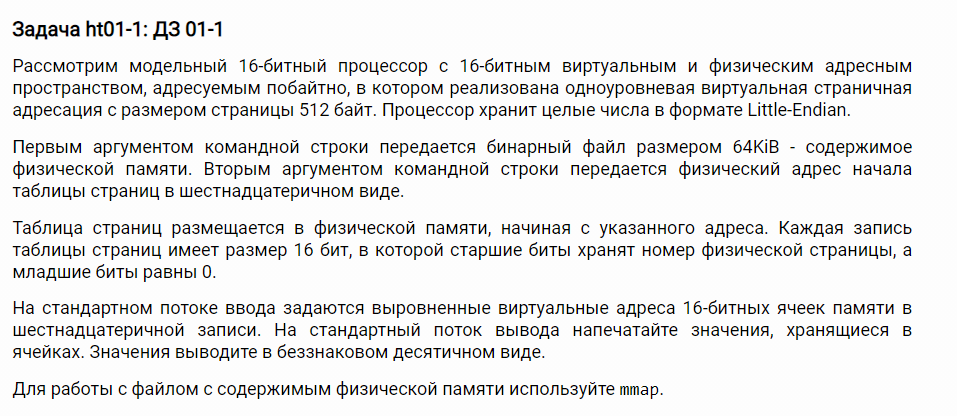 Задача ht01-1: ДЗ 01-1
Рассмотрим модельный 16-битный процессор с 16-битным виртуальным и физическим адресным
пространством, адресуемым побайтно, в котором реализована одноуровневая виртуальная страничная
адресация с размером страницы 512 байт. Процессор хранит целые числа в формате Little-Endian.
Первым аргументом командной строки передается бинарный файл размером 64KiB - содержимое
физической памяти. Вторым аргументом командной строки передается физический адрес начала
таблицы страниц в шестнадцатеричном виде.
Таблица страниц размещается в физической памяти, начиная с указанного адреса. Каждая запись
таблицы страниц имеет размер 16 бит, в которой старшие биты хранят номер физической страницы, а
младшие биты равны 0.
На стандартном потоке ввода задаются выровненные виртуальные адреса 16-битных ячеек памяти в
шестнадцатеричной записи. На стандартный поток вывода напечатайте значения, хранящиеся в
ячейках. Значения выводите в беззнаковом десятичном виде.
Для работы с файлом с содержимым физической памяти используйте mmap.